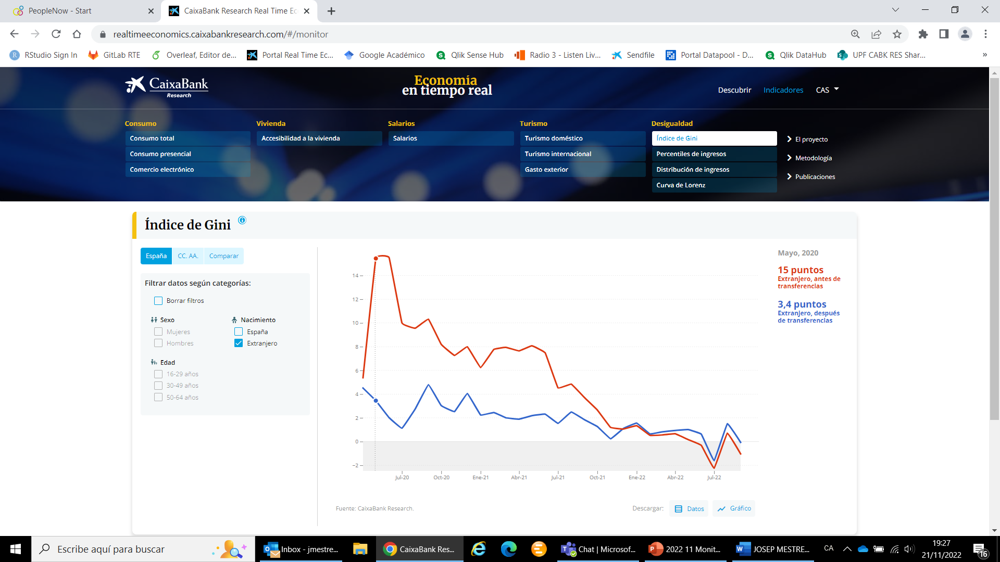 PeopleNow - Start
CaixaBank Research Real Time Ec
realtimeeconomics.caixabankresearch.com/#/monitor
RStudio Sign In
GitLab RTE
Overleaf, Editor de...
Portal Real Time Ec...
Google Académico
Qlik Sense Hub
Radio 3 - Listen Liv...
Sendfile
Portal Datapool - D...
Qlik DataHub
UPF CABK RES Shar...
»
CaixaBank
Research
Economía
en tiempo real
Descubrir
Indicadores
CAS
Consumo
Consumo total
Consumo presencial
Comercio electrónico
Vivienda
Accesibilidad a la vivienda
Salarios
Salarios
Turismo
Turismo doméstico
Turismo internacional
Gasto exterior
Desigualdad
Índice de Gini
Percentiles de ingresos
Distribución de ingresos
Curva de Lorenz
El proyecto
Metodología
Publicaciones
Índice de Gini
España
CC. AA.
Comparar
Filtrar datos según categorías:
Borrar filtros
Sexo
Mujeres
Hombres
Nacimiento
España
Extranjero
Edad
16-29 años
30-49 años
50-64 años
14
12
10
8
6
4
2
0
−2
Jul-20
Oct-20
Ene-21
Abr-21
Jul-21
Oct-21
Ene-22
Abr-22
Jul-22
Mayo, 2020
15 puntos
Extranjero, antes de
transferencias
3,4 puntos
Extranjero, después
de transferencias
Fuente: CaixaBank Research.
Descargar:
Datos
Gráfico
Escribe aquí para buscar
Inbox - jmestre...
CaixaBank Res...
Chat | Microsof...
2022 11 Monit...
JOSEP MESTRE...
CA
19:27
21/11/2022
16